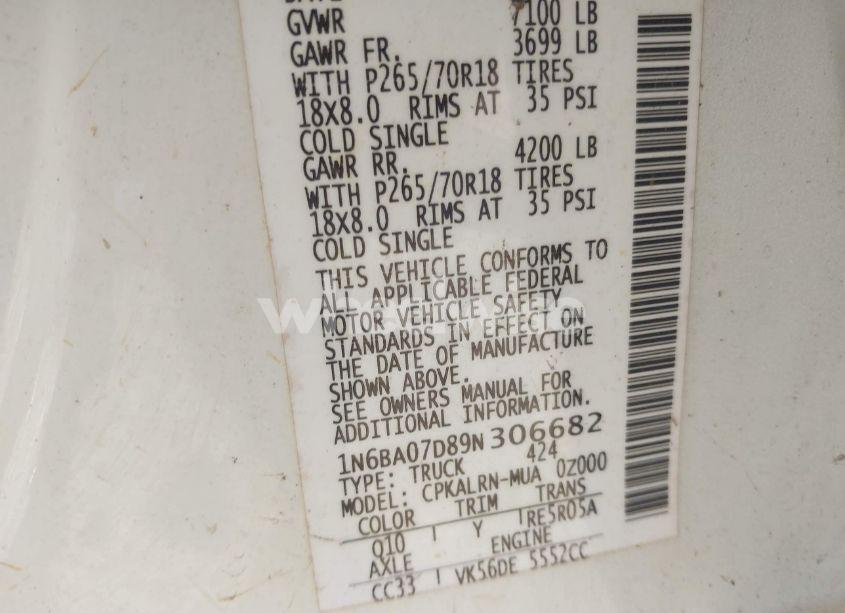 GVWR 7100 LB
GAWR FR. 3699 LB
WITH P265/70R18 TIRES
18X8.0 RIMS AT 35 PSI
COLD SINGLE
GAWR RR. 4200 LB
WITH P265/70R18 TIRES
18X8.0 RIMS AT 35 PSI
COLD SINGLE
THIS VEHICLE CONFORMS TO
ALL APPLICABLE FEDERAL
MOTOR VEHICLE SAFETY
STANDARDS IN EFFECT ON
THE DATE OF MANUFACTURE
SHOWN ABOVE.
SEE OWNERS MANUAL FOR
ADDITIONAL INFORMATION.
1N6BA07D89N306682
TYPE: TRUCK 424
MODEL: CPKALRN-MUA 0Z000
COLOR TRIM TRANS
Q10 Y RE5R05A
AXLE ENGINE
CC33 VK56DE 5552CC